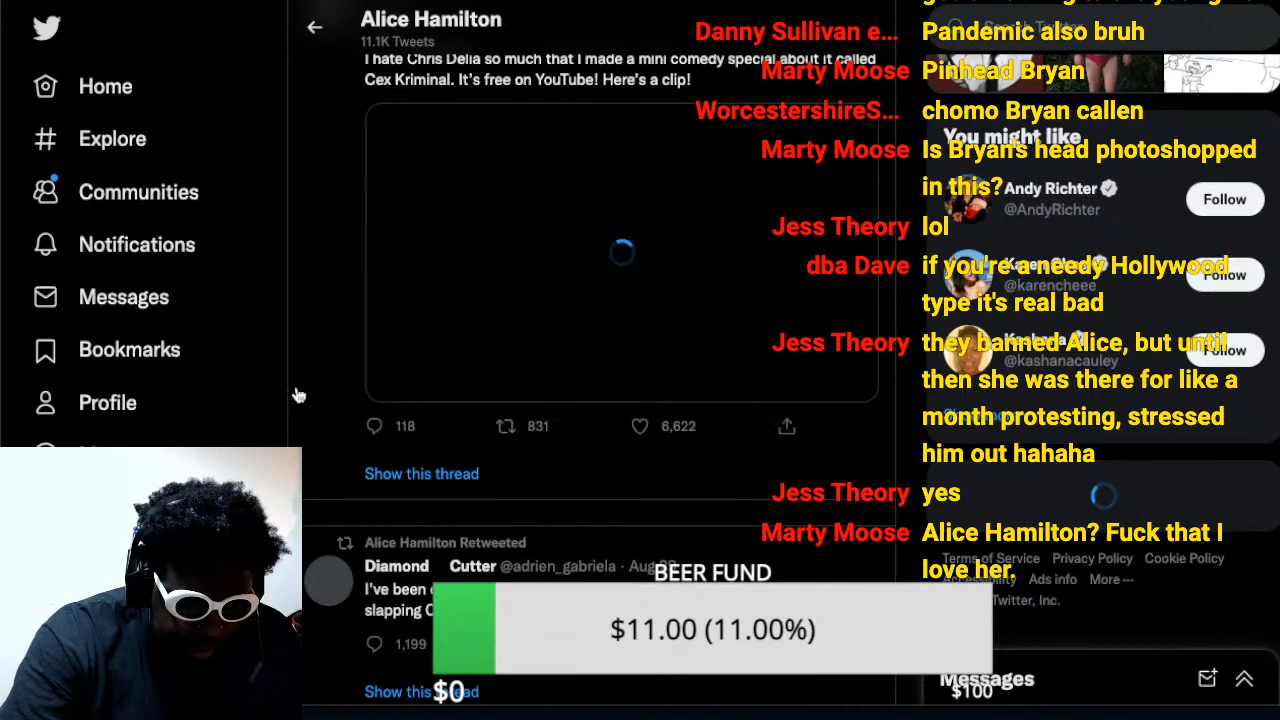 Home
Explore
Communities
Notifications
Messages
Bookmarks
Profile
Alice Hamilton
11.1K Tweets
I hate Chris Delia so much that I made a mini comedy special about it called
Cex Kriminal. It's free on YouTube! Here's a clip!
118
831
6,622
Show this thread
Alice Hamilton Retweeted
Diamond Cutter @adrien_gabriela · Aug
I've been
slapping
1,199
Show this
BEER FUND
$11.00 (11.00%)
$0
$100
Danny Sullivan e… Pandemic also bruh
Marty Moose Pinhead Bryan
WorcestershireS… chomo Bryan callen
Marty Moose Is Bryan's head photoshopped
in this?
Jess Theory lol
dba Dave if you're a needy Hollywood
type it's real bad
Jess Theory they banned Alice, but until
then she was there for like a
month protesting, stressed
him out hahaha
Jess Theory yes
Marty Moose Alice Hamilton? Fuck that I
love her.
Search Twitter
You might like
Andy Richter
@AndyRichter
Follow
@karencheee
Follow
@kashanacauley
Follow
Terms of Service Privacy Policy Cookie Policy
Accessibility Ads info More ···
Twitter, Inc.
Messages